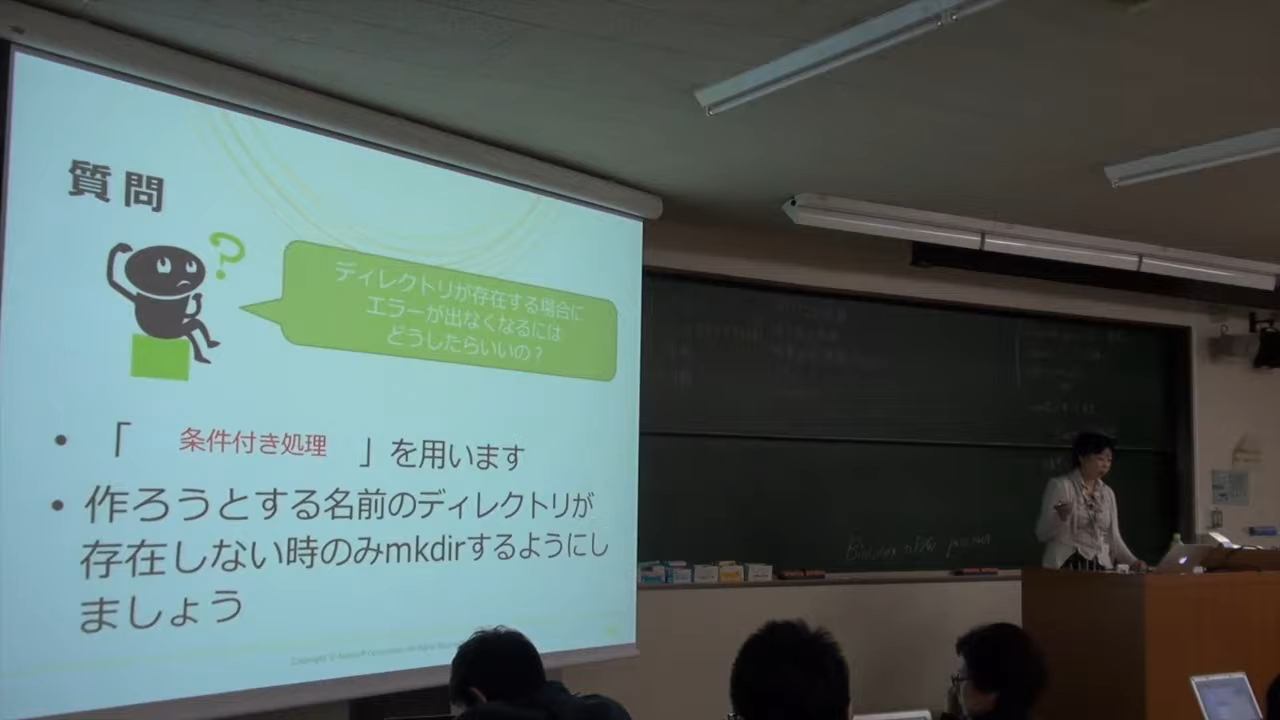 質問
?
ディレクトリが存在する場合に
エラーが出なくなるには
どうしたらいいの?
• 「 条件付き処理 」を用います
• 作ろうとする名前のディレクトリが
存在しない時のみmkdirするようにし
ましょう